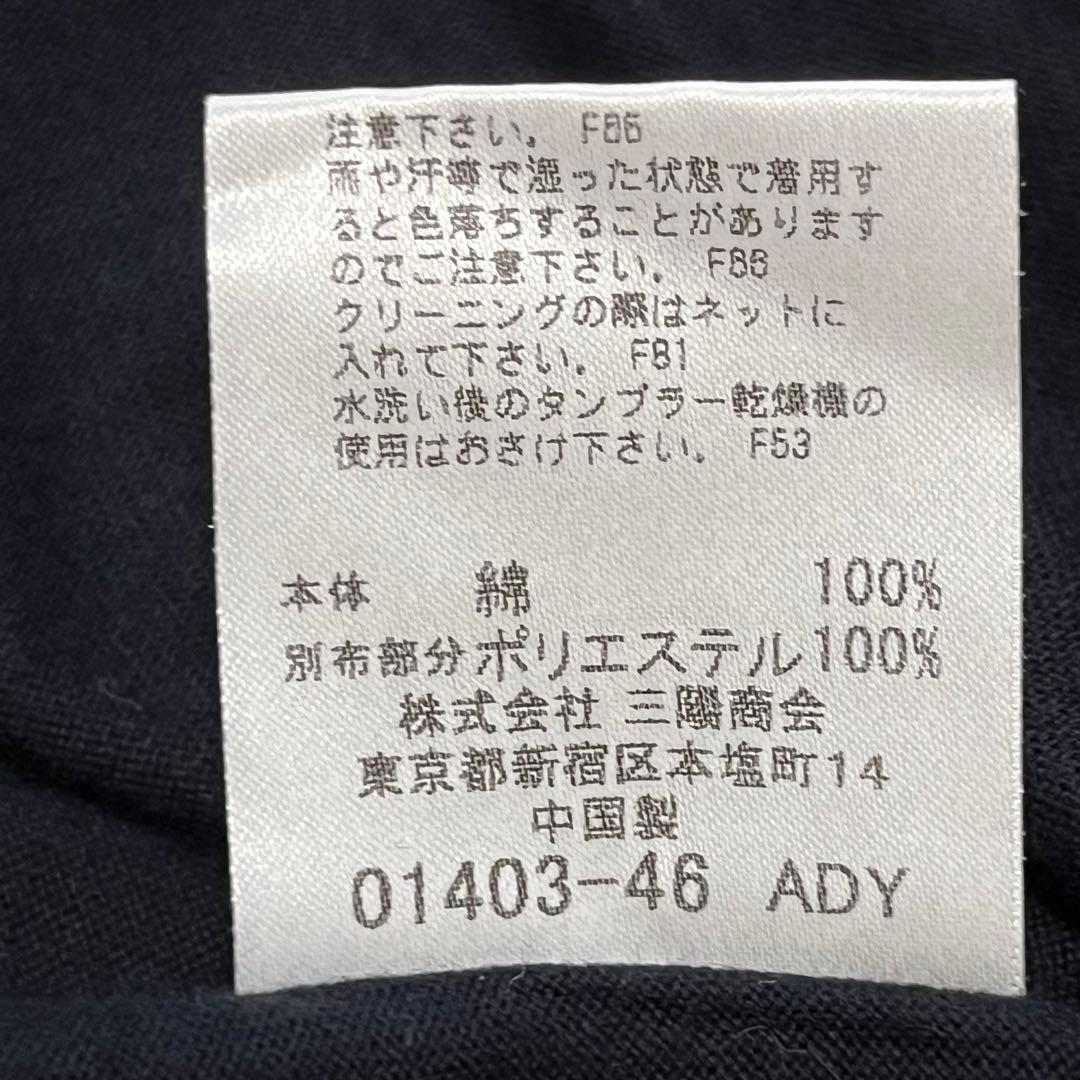 注意下さい。 F85
雨や汗等で湿った状態で着用す
ると色落ちすることがあります
のでご注意下さい。 F86
クリーニングの際はネットに
入れて下さい。 F81
水洗い後のタンブラー乾燥機の
使用はおさけ下さい。 F53
本体 綿 100%
別布部分 ポリエステル 100%
株式会社 三陽商会
東京都新宿区本塩町14
中国製
01403-46 ADY